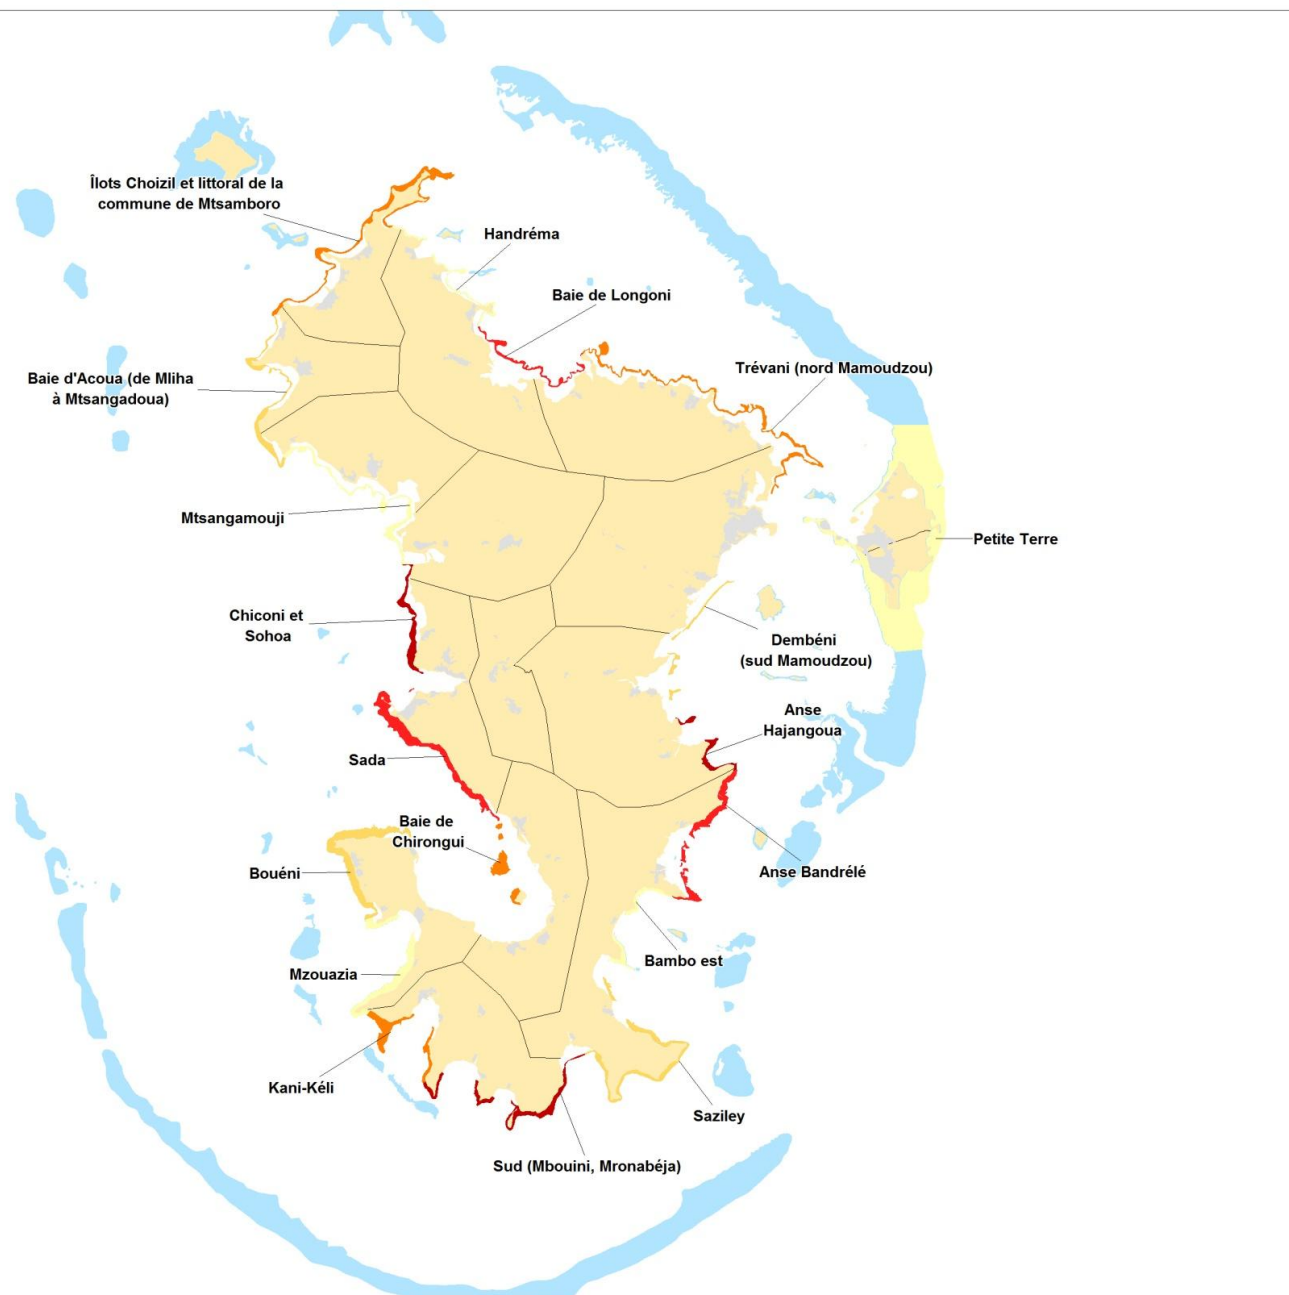 Îlots Choizil et littoral de la
commune de Mtsamboro
Handréma
Baie de Longoni
Trévani (nord Mamoudzou)
Baie d'Acoua (de Mliha
à Mtsangadoua)
Mtsangamouji
Petite Terre
Chiconi et
Sohoa
Dembéni
(sud Mamoudzou)
Anse
Hajangoua
Sada
Baie de
Chirongui
Bouéni
Anse Bandrélé
Bambo est
Mzouazia
Kani-Kéli
Saziley
Sud (Mbouini, Mronabéja)